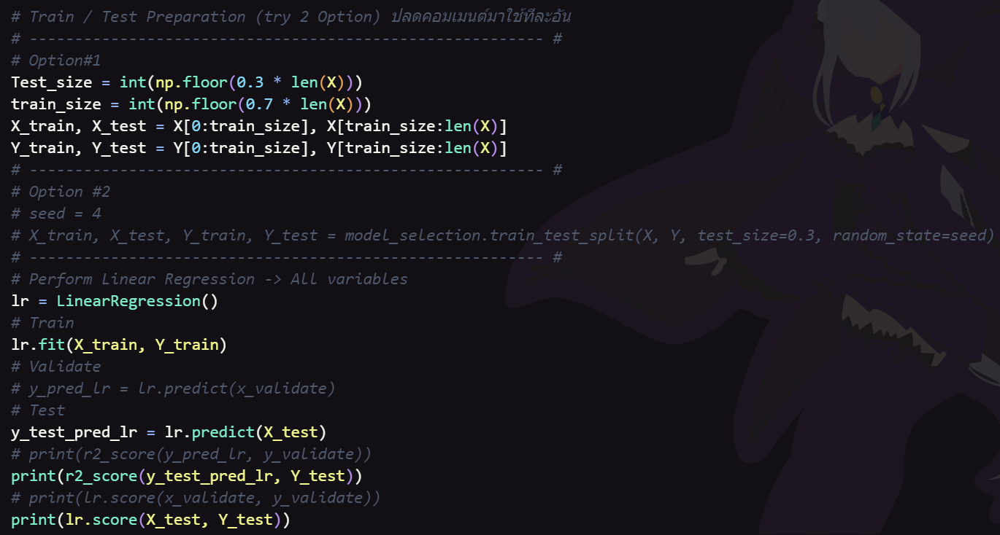 # Train / Test Preparation (try 2 Option) ปลดคอมเมนต์มาใช้ทีละอัน
# --------------------------------------------------------- #
# Option#1
Test_size = int(np.floor(0.3 * len(X)))
train_size = int(np.floor(0.7 * len(X)))
X_train, X_test = X[0:train_size], X[train_size:len(X)]
Y_train, Y_test = Y[0:train_size], Y[train_size:len(X)]
# --------------------------------------------------------- #
# Option #2
# seed = 4
# X_train, X_test, Y_train, Y_test = model_selection.train_test_split(X, Y, test_size=0.3, random_state=seed)
# --------------------------------------------------------- #
# Perform Linear Regression -> All variables
lr = LinearRegression()
# Train
lr.fit(X_train, Y_train)
# Validate
# y_pred_lr = lr.predict(x_validate)
# Test
y_test_pred_lr = lr.predict(X_test)
# print(r2_score(y_pred_lr, y_validate))
print(r2_score(y_test_pred_lr, Y_test))
# print(lr.score(x_validate, y_validate))
print(lr.score(X_test, Y_test))